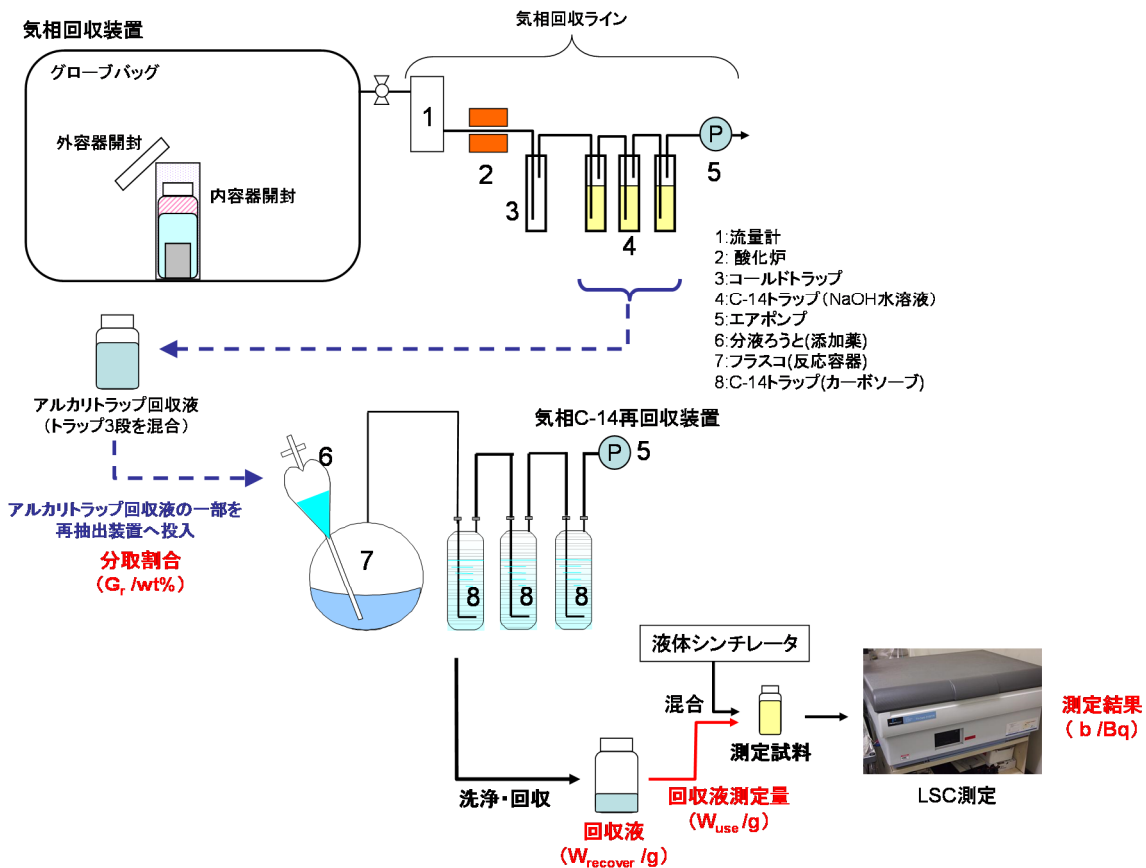 気相回収ライン
気相回収装置
グローブバッグ
外容器開封
内容器開封
1
2
3
4
P
5
1:流量計
2: 酸化炉
3:コールドトラップ
4:C-14トラップ(NaOH水溶液)
5:エアポンプ
6:分液ろうと(添加薬)
7:フラスコ(反応容器)
8:C-14トラップ(カーボソーブ)
アルカリトラップ回収液
(トラップ3段を混合)
気相C-14再回収装置
P
5
6
アルカリトラップ回収液の一部を
再抽出装置へ投入
分取割合
(Gr /wt%)
7
8
8
8
液体シンチレータ
混合
測定試料
測定結果
( b /Bq)
LSC測定
洗浄・回収
回収液
(Wrecover /g)
回収液測定量
(Wuse /g)